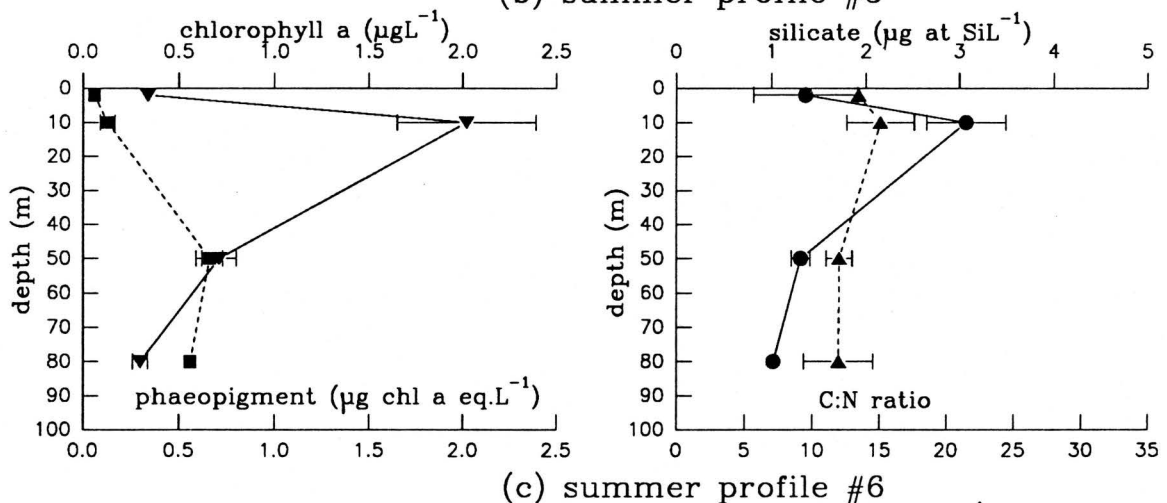 (b) summer profile #5
chlorophyll a (µgL⁻¹)
0.0 0.5 1.0 1.5 2.0 2.5
0
10
20
30
40
50
60
70
80
90
100
depth (m)
phaeopigment (µg chl a eq.L⁻¹)
0.0 0.5 1.0 1.5 2.0 2.5
silicate (µg at SiL⁻¹)
0 1 2 3 4 5
0
10
20
30
40
50
60
70
80
90
100
depth (m)
C:N ratio
0 5 10 15 20 25 30 35
(c) summer profile #6